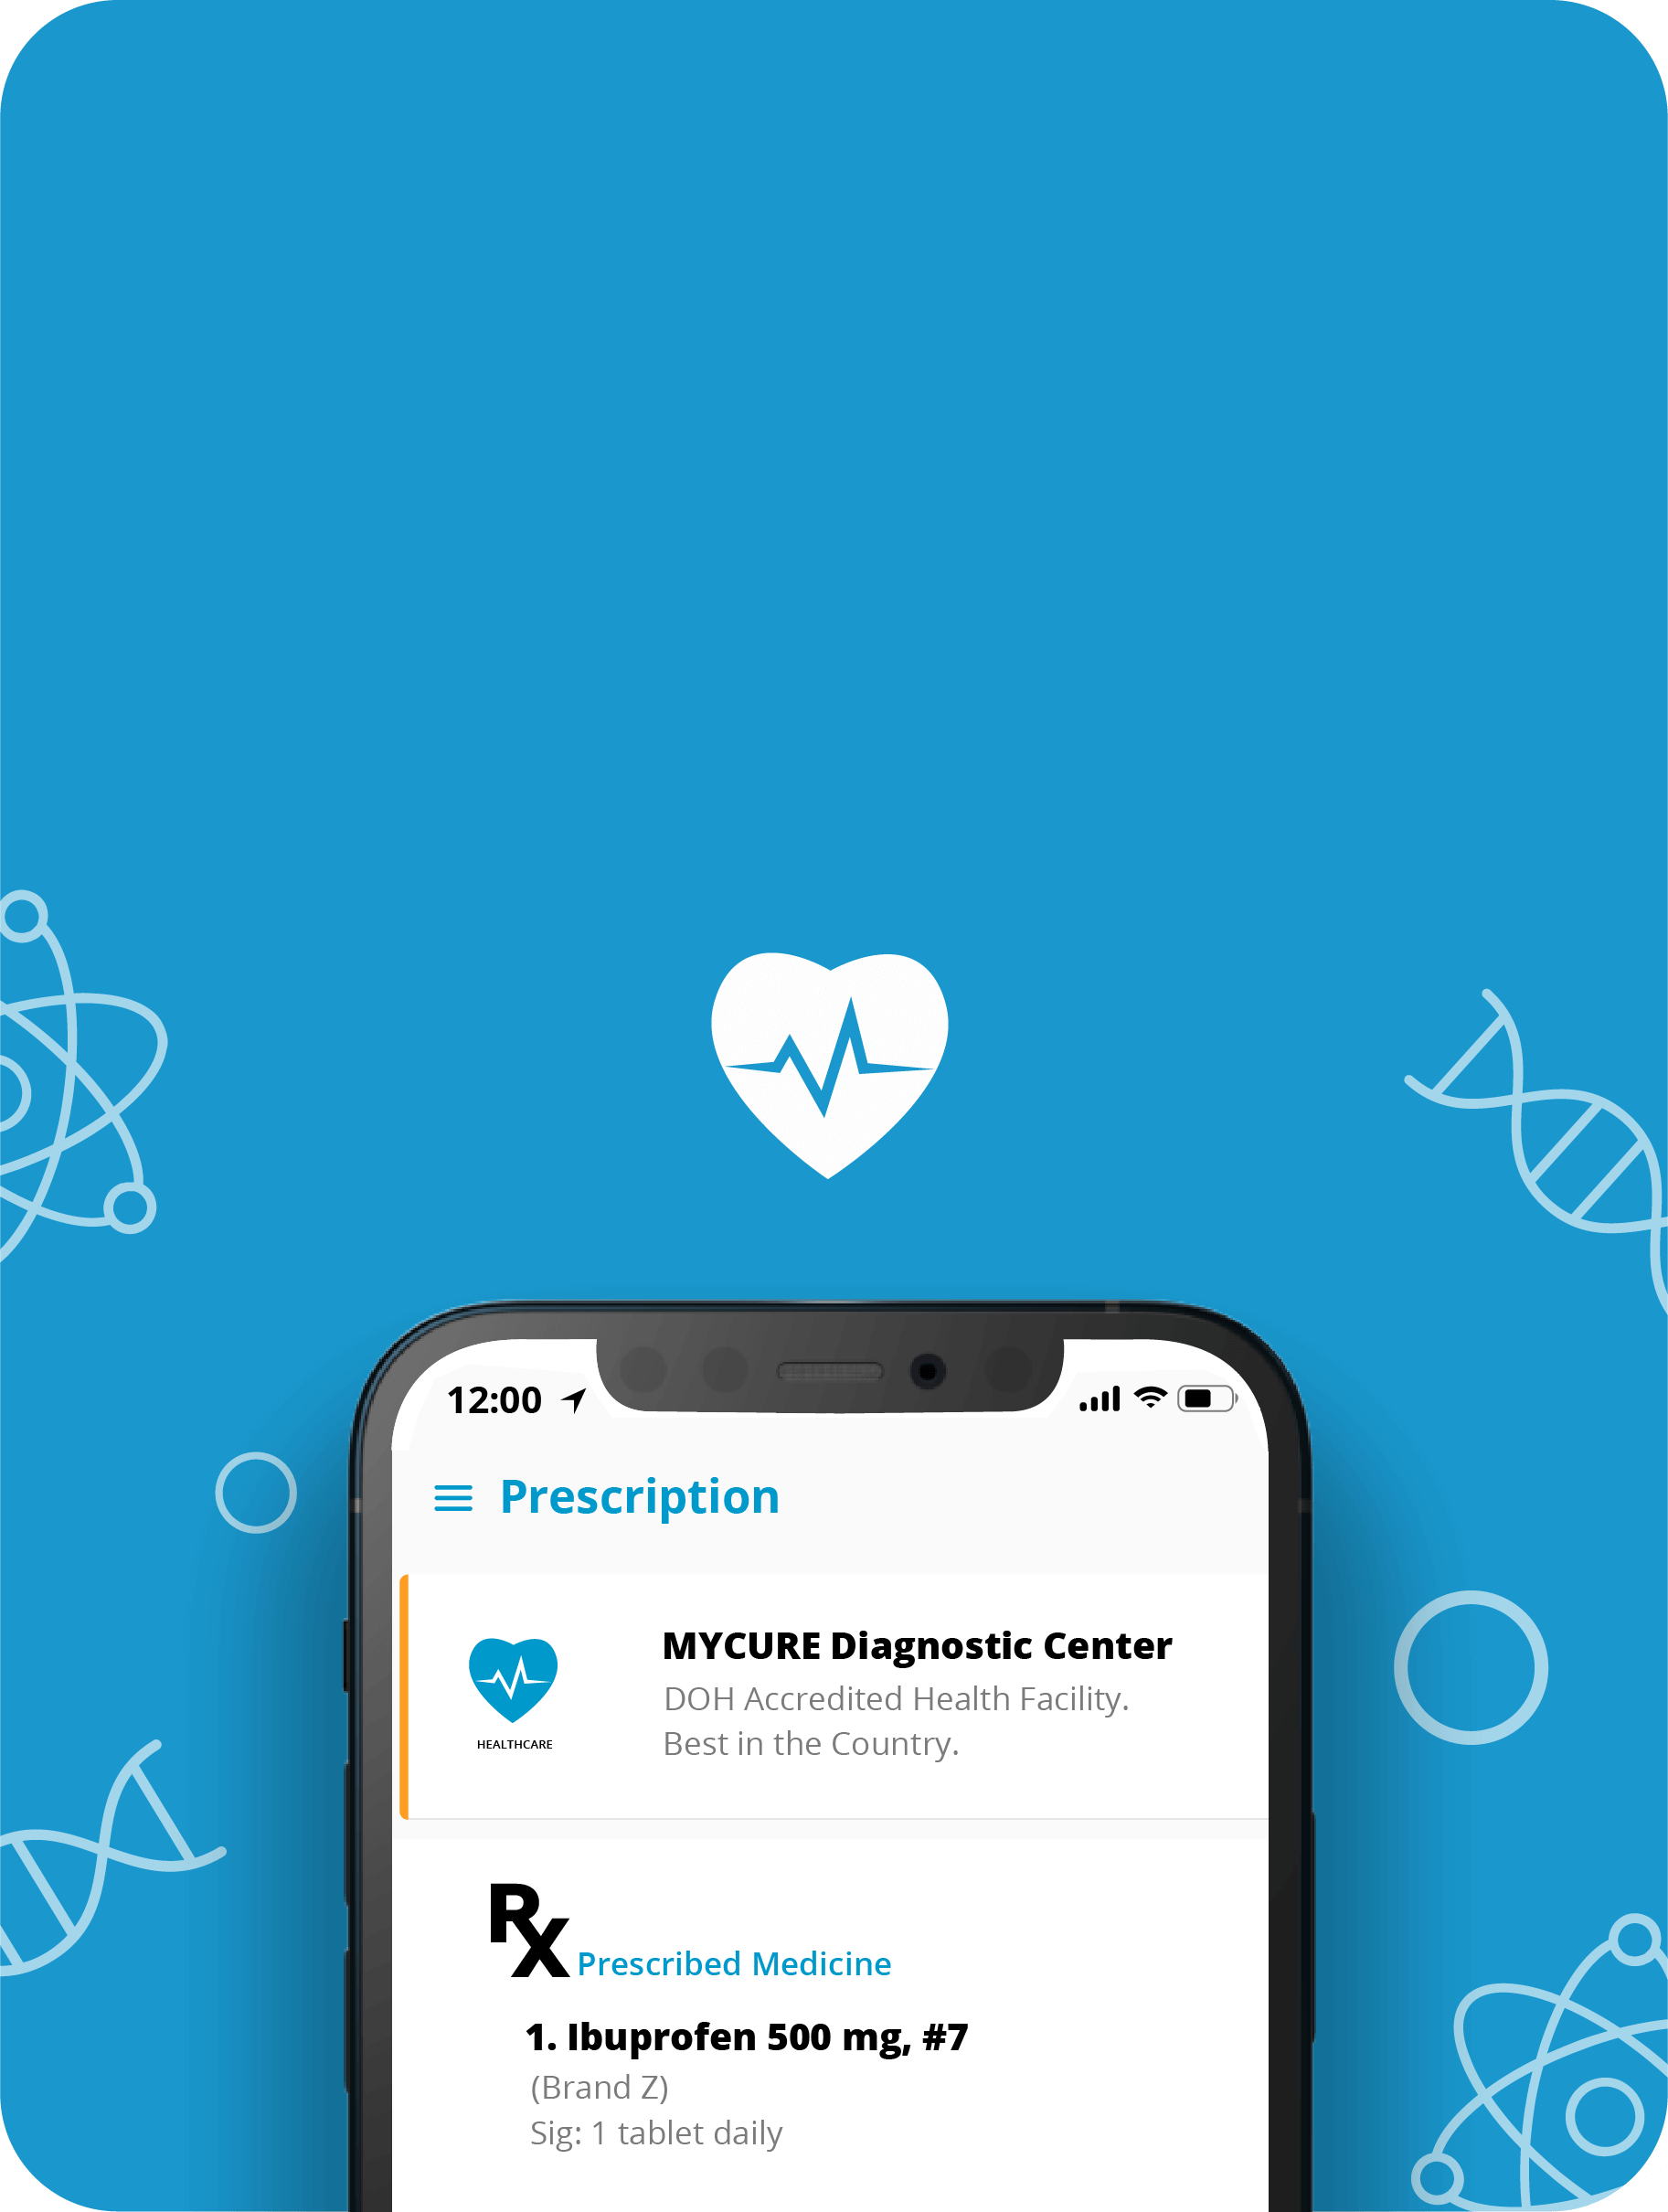 12:00
Prescription
MYCURE Diagnostic Center
DOH Accredited Health Facility.
Best in the Country.
HEALTHCARE
Rx Prescribed Medicine
1. Ibuprofen 500 mg, #7
(Brand Z)
Sig: 1 tablet daily